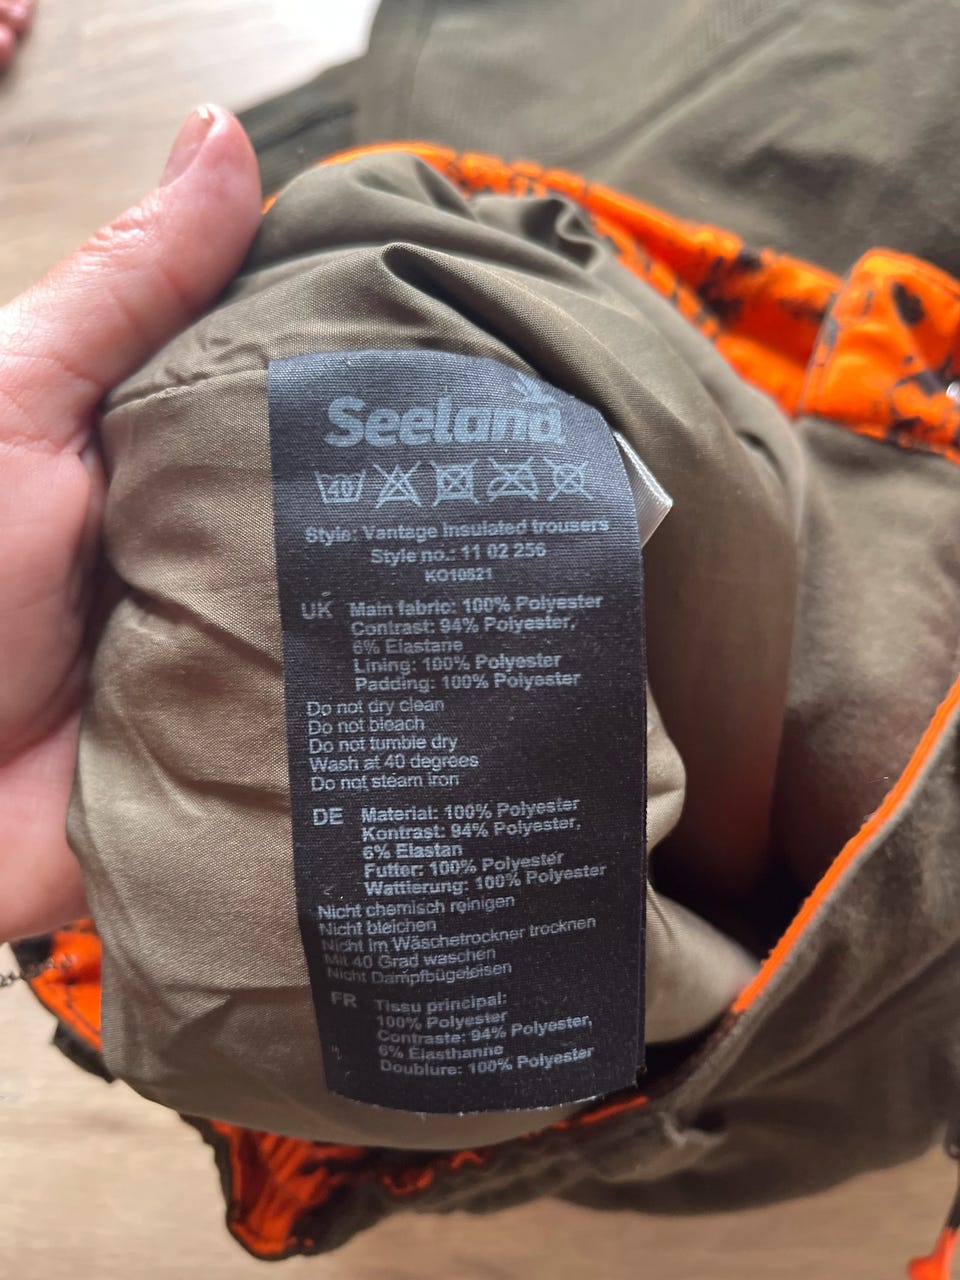 Seeland
40
Style: Vantage Insulated trousers
Style no.: 11 02 256
KO10821
UK Main fabric: 100% Polyester
Contrast: 94% Polyester,
6% Elastane
Lining: 100% Polyester
Padding: 100% Polyester
Do not dry clean
Do not bleach
Do not tumble dry
Wash at 40 degrees
Do not steam iron
DE Material: 100% Polyester
Kontrast: 94% Polyester,
6% Elastan
Futter: 100% Polyester
Wattierung: 100% Polyester
Nicht chemisch reinigen
Nicht bleichen
Nicht im Wäschetrockner trocknen
Mit 40 Grad waschen
Nicht Dampfbügeleisen
FR Tissu principal:
100% Polyester
Contraste: 94% Polyester,
6% Élasthanne
Doublure: 100% Polyester